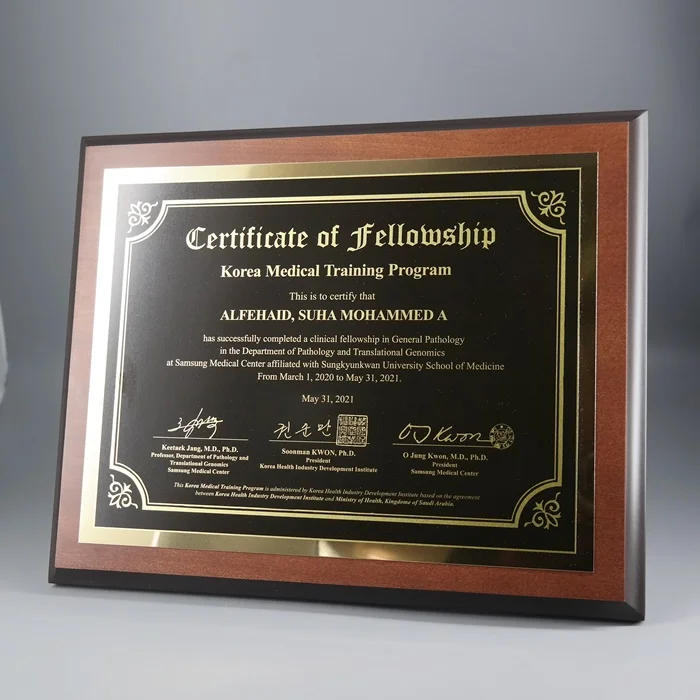 Certificate of Fellowship
Korea Medical Training Program
This is to certify that
ALFEHAID, SUHA MOHAMMED A
has successfully completed a clinical fellowship in General Pathology
in the Department of Pathology and Translational Genomics
at Samsung Medical Center affiliated with Sungkyunkwan University School of Medicine
From March 1, 2020 to May 31, 2021.
May 31, 2021
권순만
OJ Kwon
Keetaek Jang, M.D., Ph.D.
Professor, Department of Pathology and
Translational Genomics
Samsung Medical Center
Soonman KWON, Ph.D.
President
Korea Health Industry Development Institute
O Jung Kwon, M.D., Ph.D.
President
Samsung Medical Center
This Korea Medical Training Program is administered by Korea Health Industry Development Institute based on the agreement
between Korea Health Industry Development Institute and Ministry of Health, Kingdome of Saudi Arabia.